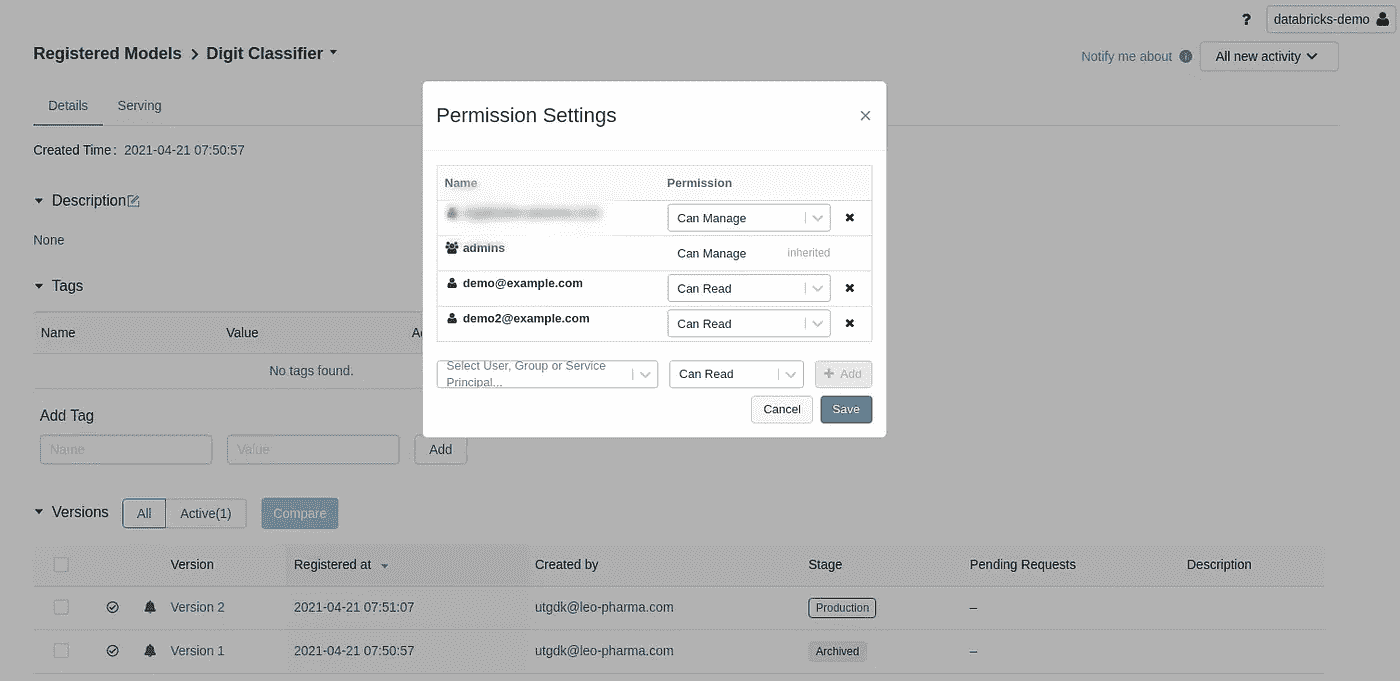 ? databricks-demo
Registered Models > Digit Classifier
Notify me about All new activity
Details Serving
Created Time: 2021-04-21 07:50:57
Description
None
Tags
Name Value
No tags found.
Add Tag
Name Value Add
Permission Settings ×
Name Permission
Can Manage
admins Can Manage inherited
demo@example.com Can Read
demo2@example.com Can Read
Select User, Group or Service
Principal... Can Read + Add
Cancel Save
Versions All Active(1) Compare
Version Registered at Created by Stage Pending Requests Description
Version 2 2021-04-21 07:51:07 utgdk@leo-pharma.com Production –
Version 1 2021-04-21 07:50:57 utgdk@leo-pharma.com Archived –